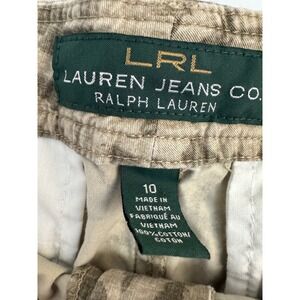 LRL
LAUREN JEANS CO.
RALPH LAUREN
10
MADE IN
VIETNAM
FABRIQUÉ AU
VIETNAM
100% COTTON/
COTON